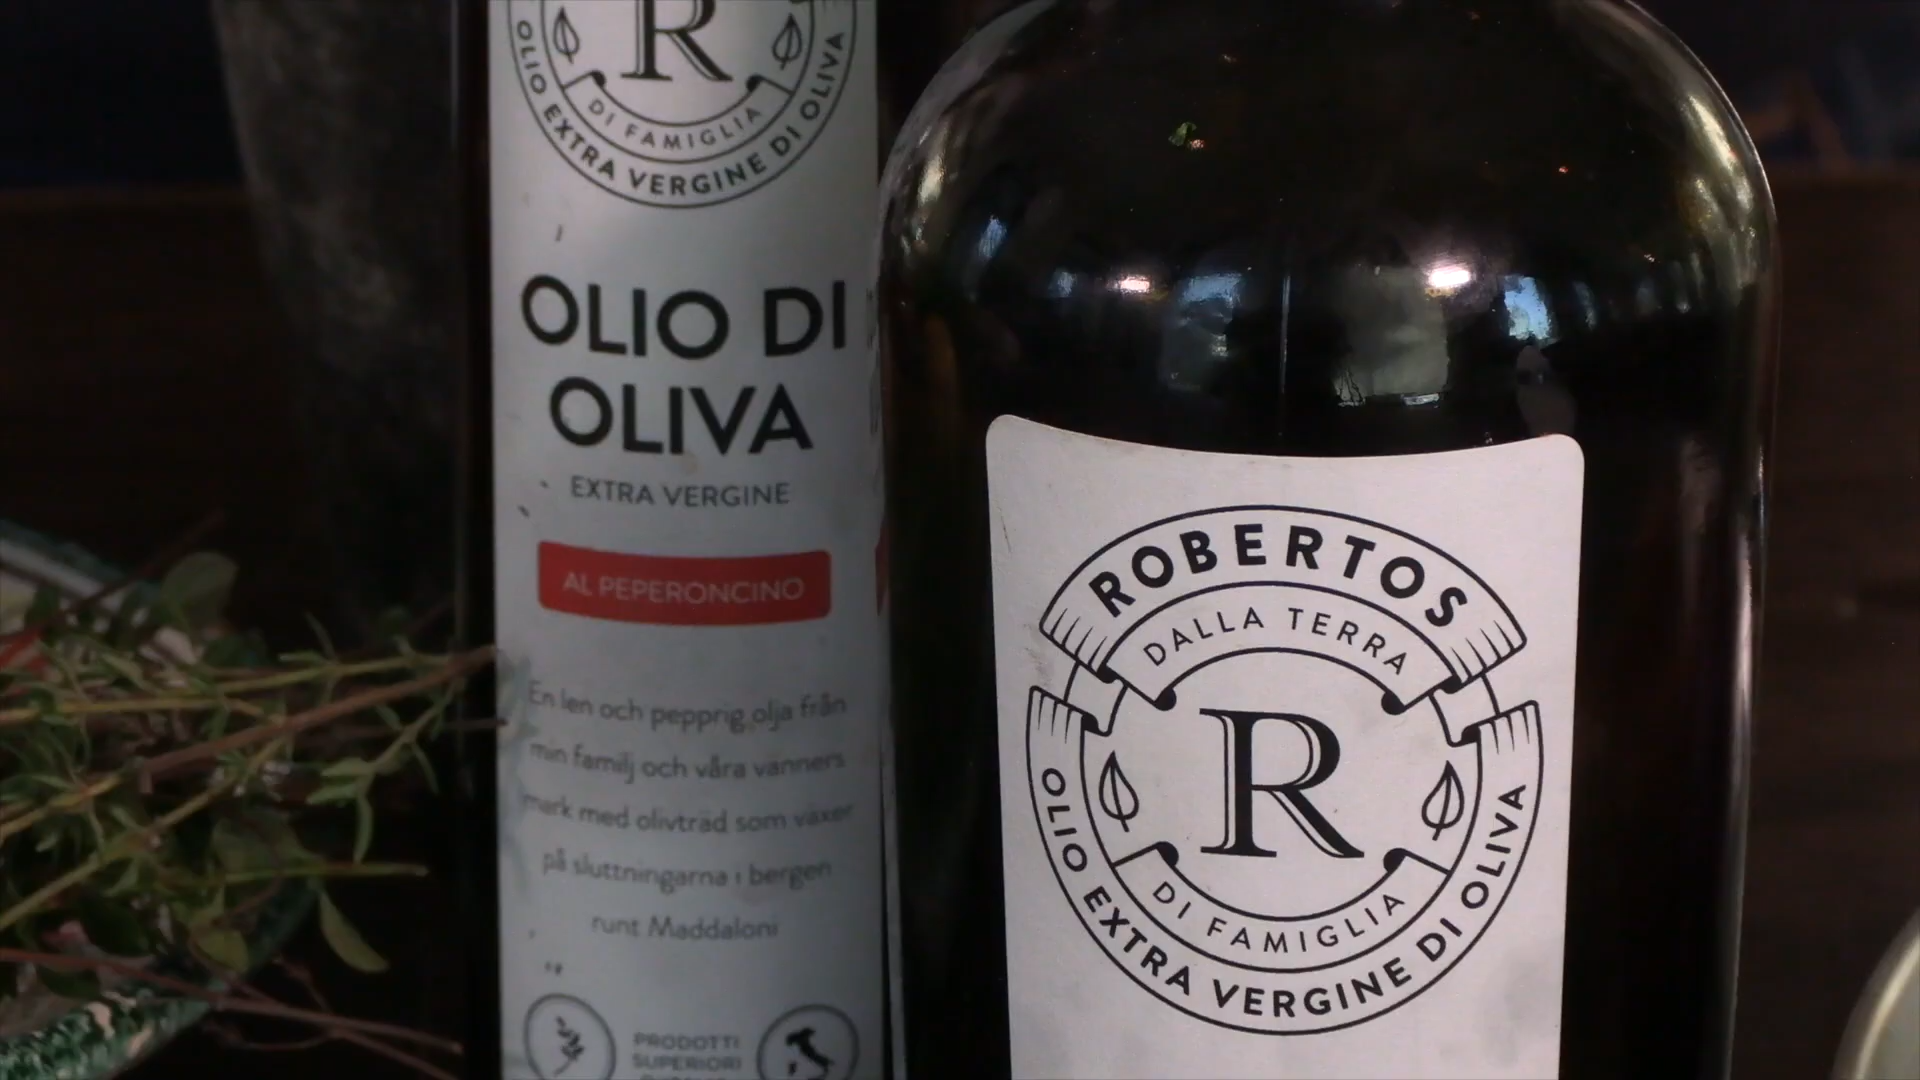 R
DI FAMIGLIA
OLIO EXTRA VERGINE DI OLIVA
OLIO DI
OLIVA
EXTRA VERGINE
AL PEPERONCINO
En len och pepprig olja från
min familj och våra vänners
mark med olivträd som växer
på sluttningarna i bergen
runt Maddaloni
PRODOTTI
SUPERIORI
ROBERTOS
DALLA TERRA
R
DI FAMIGLIA
OLIO EXTRA VERGINE DI OLIVA